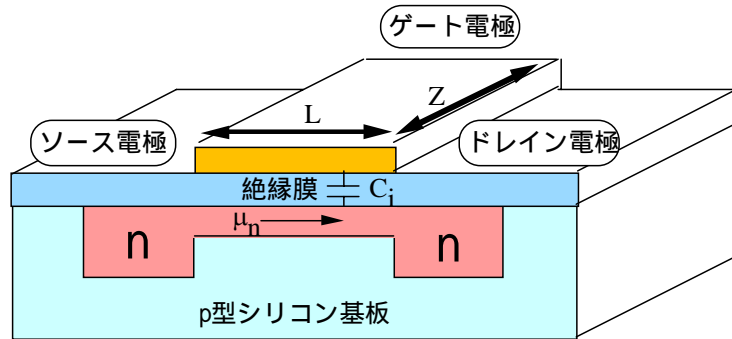 ゲート電極
Z
L
ソース電極
ドレイン電極
絶縁膜 Ci
μn
n
n
p型シリコン基板